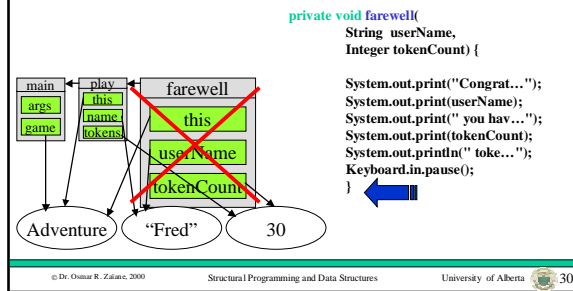 private void farewell(
String userName,
Integer tokenCount) {
System.out.print("Congrat…");
System.out.print(userName);
System.out.print(" you hav…");
System.out.print(tokenCount);
System.out.println(" toke…");
Keyboard.in.pause();
}
main
args
game
play
this
name
tokens
farewell
this
userName
tokenCount
Adventure
“Fred”
30
© Dr. Osmar R. Zaïane, 2000
Structural Programming and Data Structures
University of Alberta
30